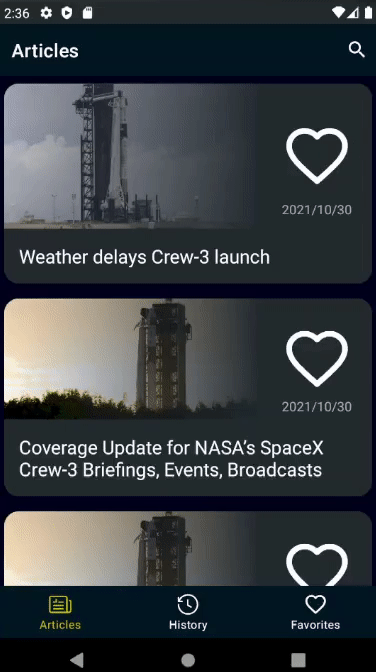 2:36
Articles
2021/10/30
Weather delays Crew-3 launch
2021/10/30
Coverage Update for NASA’s SpaceX
Crew-3 Briefings, Events, Broadcasts
Articles
History
Favorites